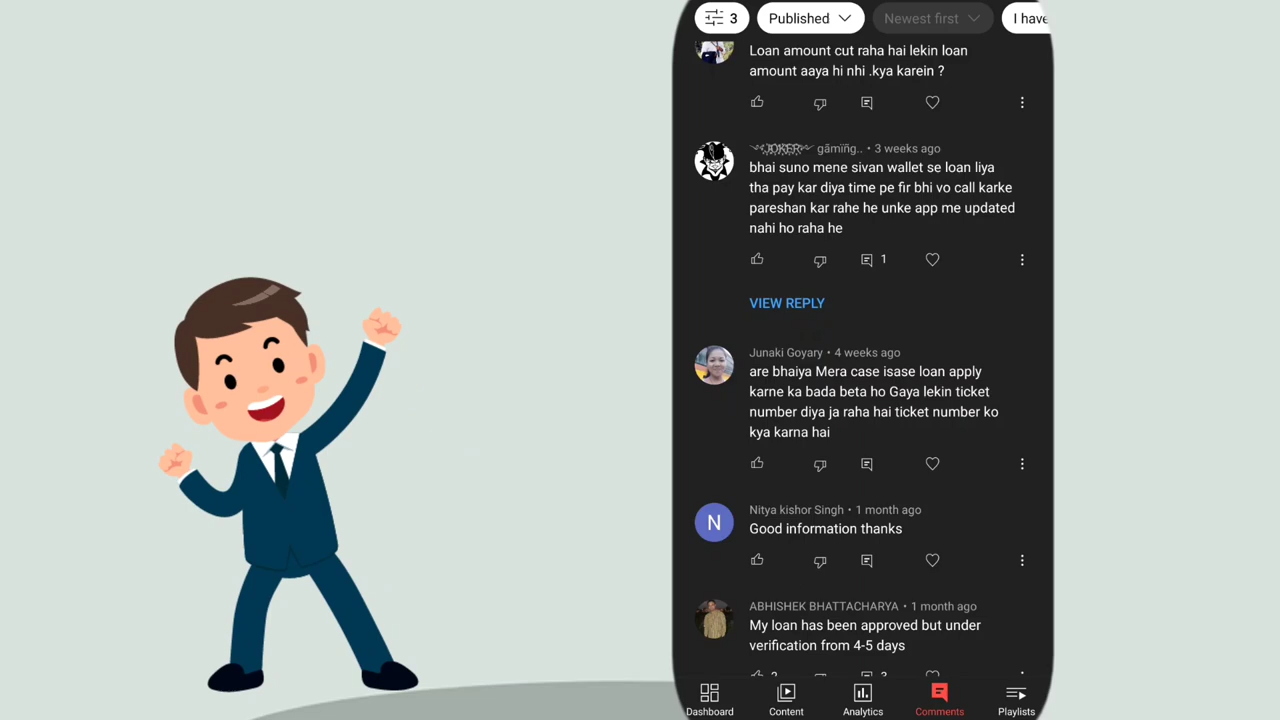 3
Published
Newest first
I have
Loan amount cut raha hai lekin loan
amount aaya hi nhi .kya karein ?
JOKER gāmïñg.. • 3 weeks ago
bhai suno mene sivan wallet se loan liya
tha pay kar diya time pe fir bhi vo call karke
pareshan kar rahe he unke app me updated
nahi ho raha he
1
VIEW REPLY
Junaki Goyary • 4 weeks ago
are bhaiya Mera case isase loan apply
karne ka bada beta ho Gaya lekin ticket
number diya ja raha hai ticket number ko
kya karna hai
Nitya kishor Singh • 1 month ago
N
Good information thanks
ABHISHEK BHATTACHARYA • 1 month ago
My loan has been approved but under
verification from 4-5 days
Dashboard
Content
Analytics
Comments
Playlists